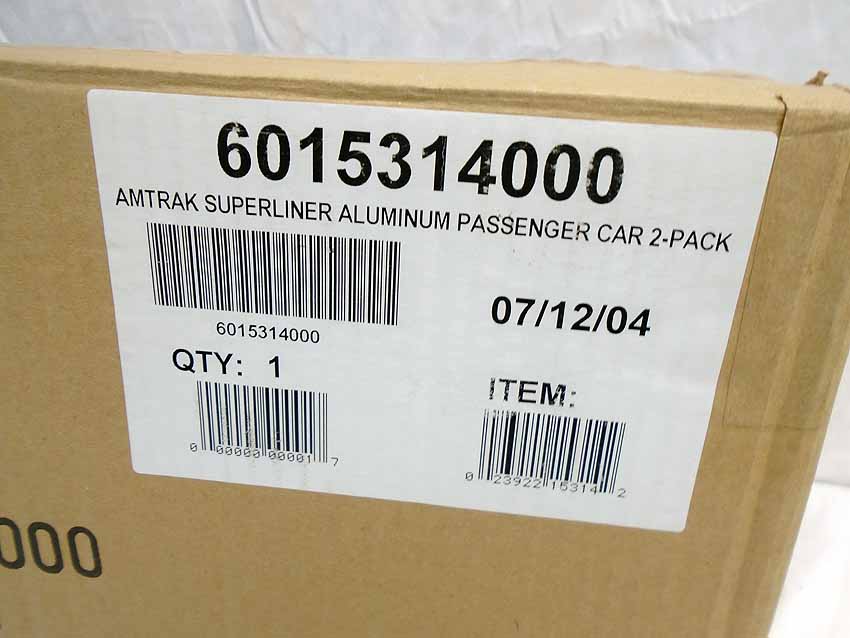 6015314000
AMTRAK SUPERLINER ALUMINUM PASSENGER CAR 2-PACK
6015314000
07/12/04
QTY: 1
ITEM:
0 00000 00001 7
0 23922 15314 2
000